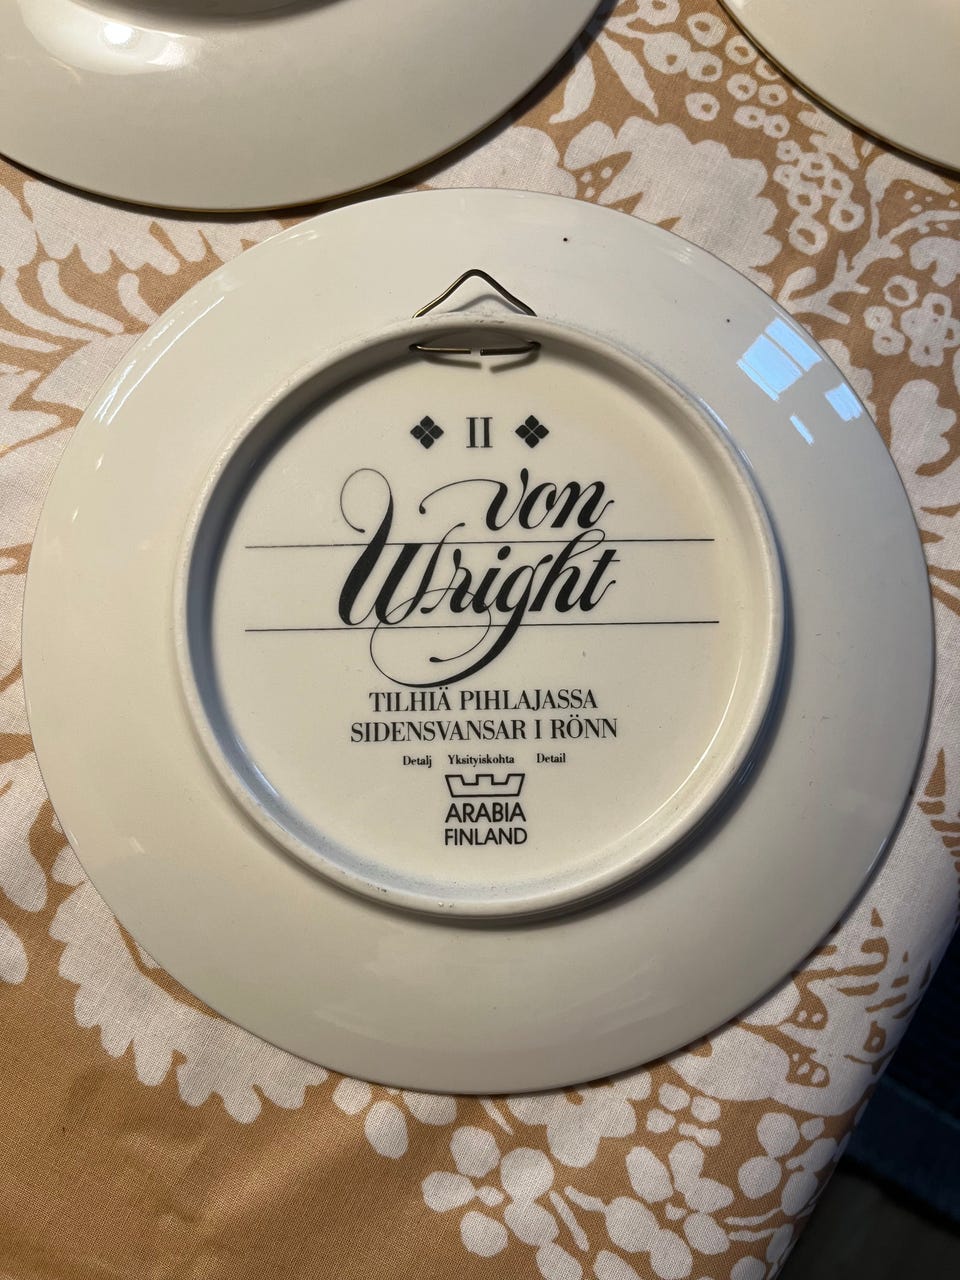 II
von
Wright
TILHIÄ PIHLAJASSA
SIDENSVANSAR I RÖNN
Detalj Yksityiskohta Detail
ARABIA
FINLAND